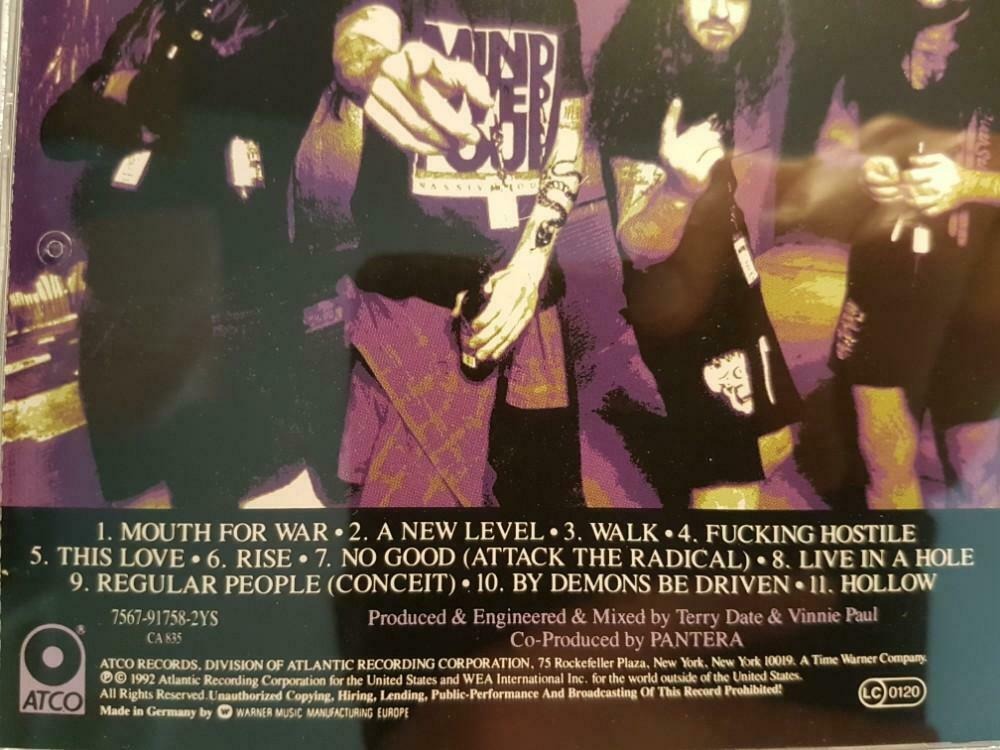 MIND
OVER
FOUR
1. MOUTH FOR WAR • 2. A NEW LEVEL • 3. WALK • 4. FUCKING HOSTILE
5. THIS LOVE • 6. RISE • 7. NO GOOD (ATTACK THE RADICAL) • 8. LIVE IN A HOLE
9. REGULAR PEOPLE (CONCEIT) • 10. BY DEMONS BE DRIVEN • 11. HOLLOW
7567-91758-2YS
CA 835
Produced & Engineered & Mixed by Terry Date & Vinnie Paul
Co-Produced by PANTERA
®
ATCO
ATCO RECORDS, DIVISION OF ATLANTIC RECORDING CORPORATION, 75 Rockefeller Plaza, New York, New York 10019. A Time Warner Company.
℗ © 1992 Atlantic Recording Corporation for the United States and WEA International Inc. for the world outside of the United States.
All Rights Reserved. Unauthorized Copying, Hiring, Lending, Public-Performance And Broadcasting Of This Record Prohibited!
Made in Germany by WARNER MUSIC MANUFACTURING EUROPE
LC 0120